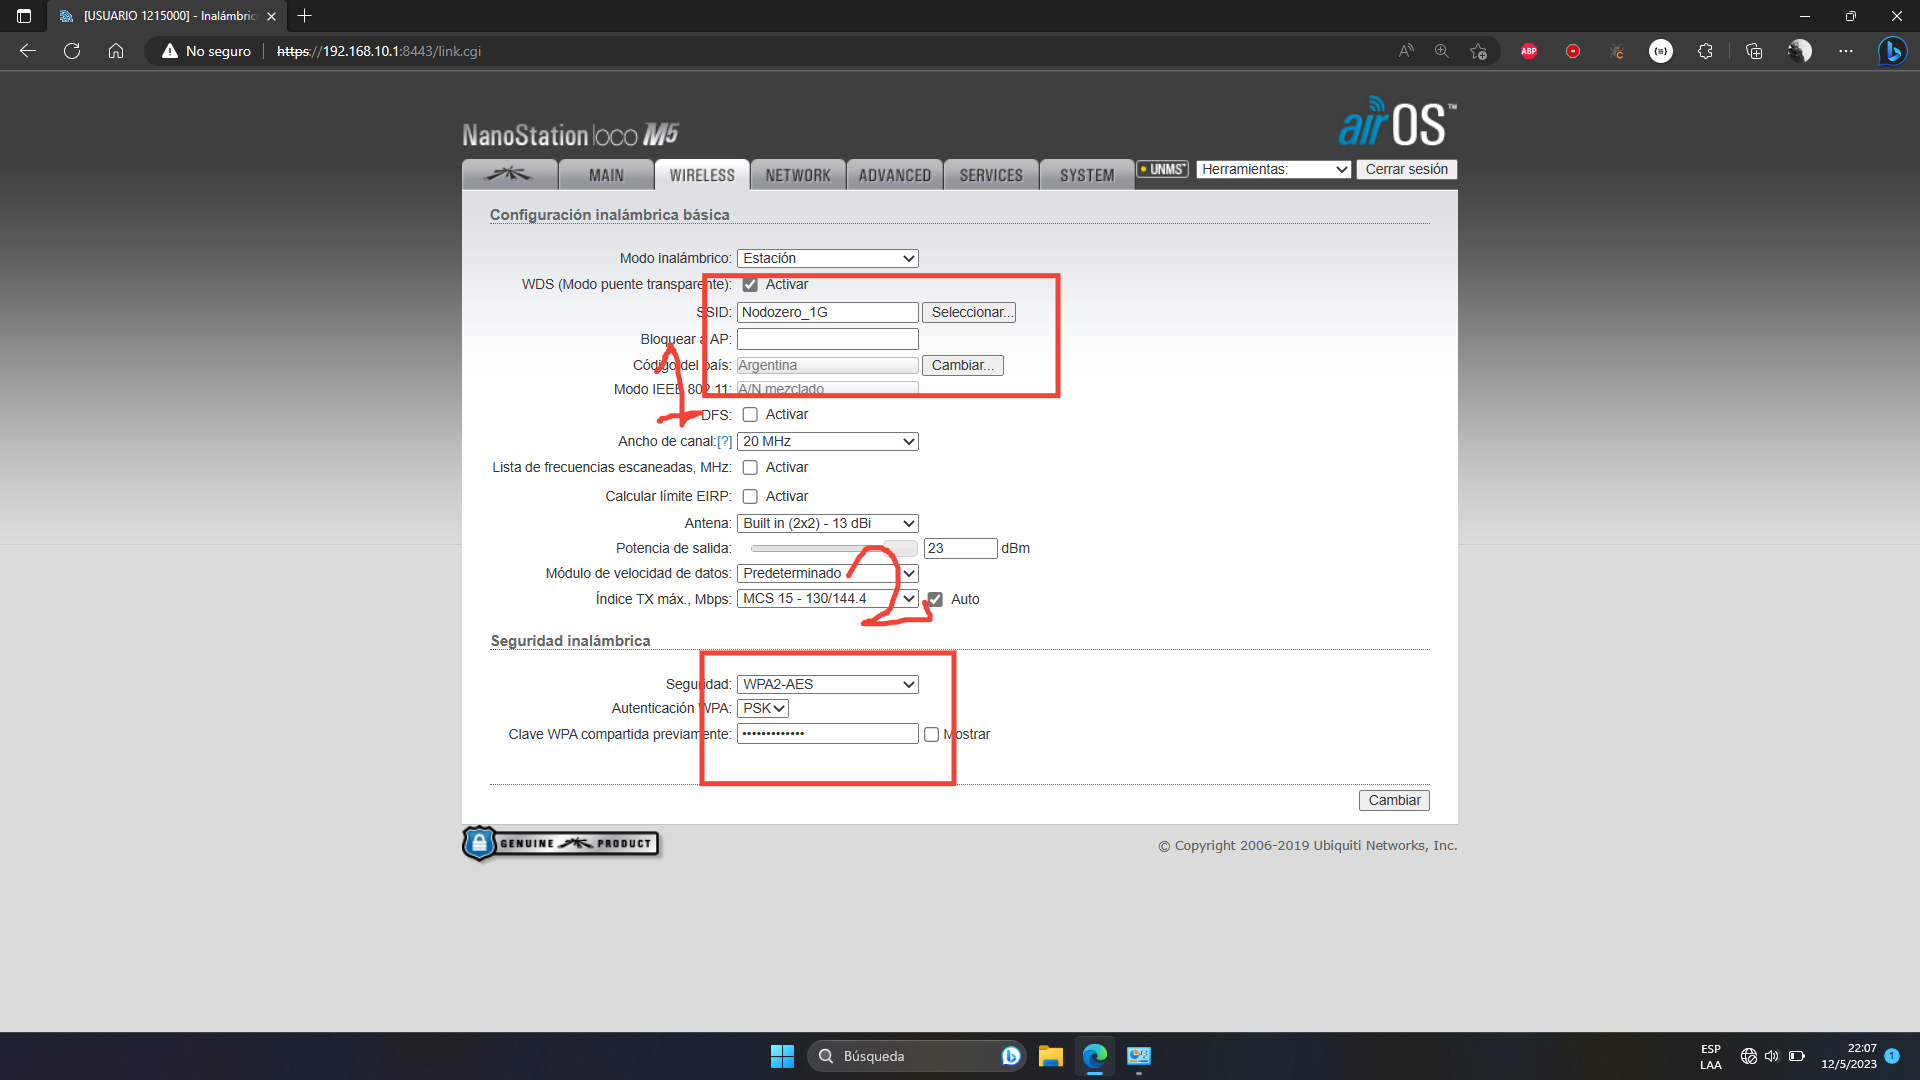 [USUARIO 1215000] - Inalámbric
No seguro https://192.168.10.1:8443/link.cgi
ABP
NanoStation loco M5
airOS™
MAIN WIRELESS NETWORK ADVANCED SERVICES SYSTEM UNMS™ Herramientas: Cerrar sesión
Configuración inalámbrica básica
Modo inalámbrico: Estación
WDS (Modo puente transparente): Activar
SSID: Nodozero_1G Seleccionar...
Bloquear a AP:
Código del país: Argentina Cambiar...
Modo IEEE 802.11: A/N mezclado
1
DFS: Activar
Ancho de canal:[?] 20 MHz
Lista de frecuencias escaneadas, MHz: Activar
Calcular límite EIRP: Activar
Antena: Built in (2x2) - 13 dBi
Potencia de salida: 23 dBm
Módulo de velocidad de datos: Predeterminado
2
Índice TX máx., Mbps: MCS 15 - 130/144.4 Auto
Seguridad inalámbrica
Seguridad: WPA2-AES
Autenticación WPA: PSK
Clave WPA compartida previamente: ••••••••••••• Mostrar
Cambiar
GENUINE PRODUCT
© Copyright 2006-2019 Ubiquiti Networks, Inc.
Búsqueda
ESP
LAA
22:07
12/5/2023
1